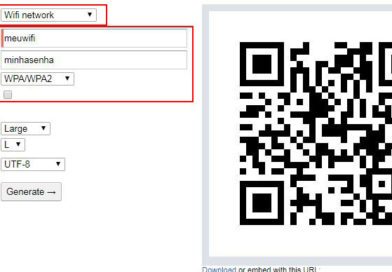 Wifi network
meuwifi
minhasenha
WPA/WPA2
Large
L
UTF-8
Generate →
Download or embed with this URL